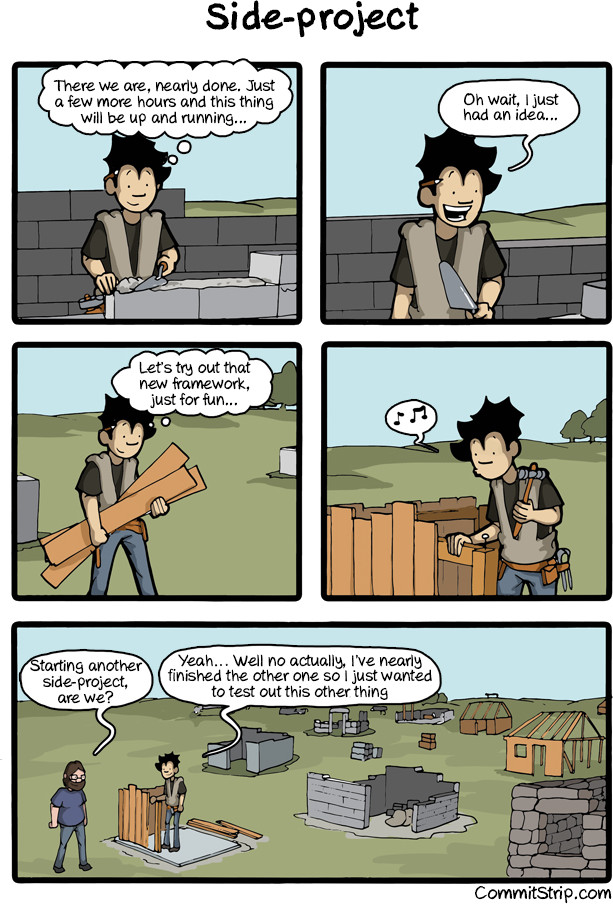 Side-project
There we are, nearly done. Just
a few more hours and this thing
will be up and running...
Oh wait, I just
had an idea...
Let's try out that
new framework,
just for fun...
Starting another
side-project,
are we?
Yeah... Well no actually, I've nearly
finished the other one so I just wanted
to test out this other thing
CommitStrip.com